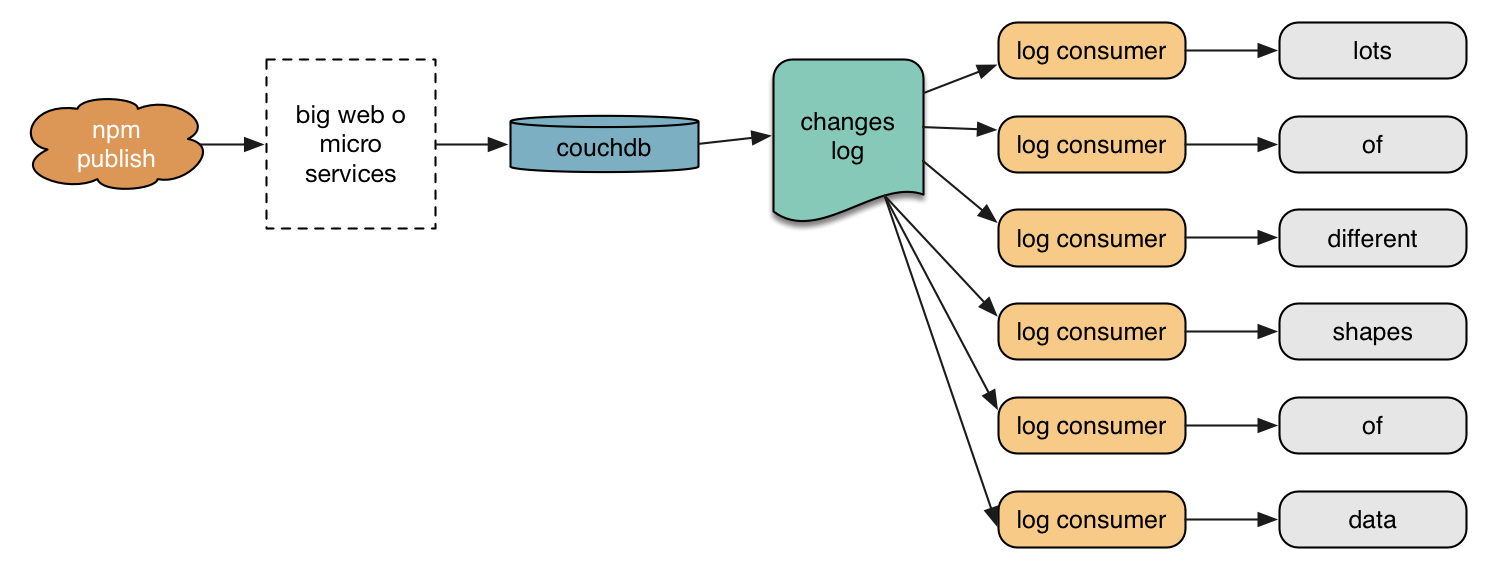 npm
publish
big web o
micro
services
couchdb
changes
log
log consumer
lots
log consumer
of
log consumer
different
log consumer
shapes
log consumer
of
log consumer
data